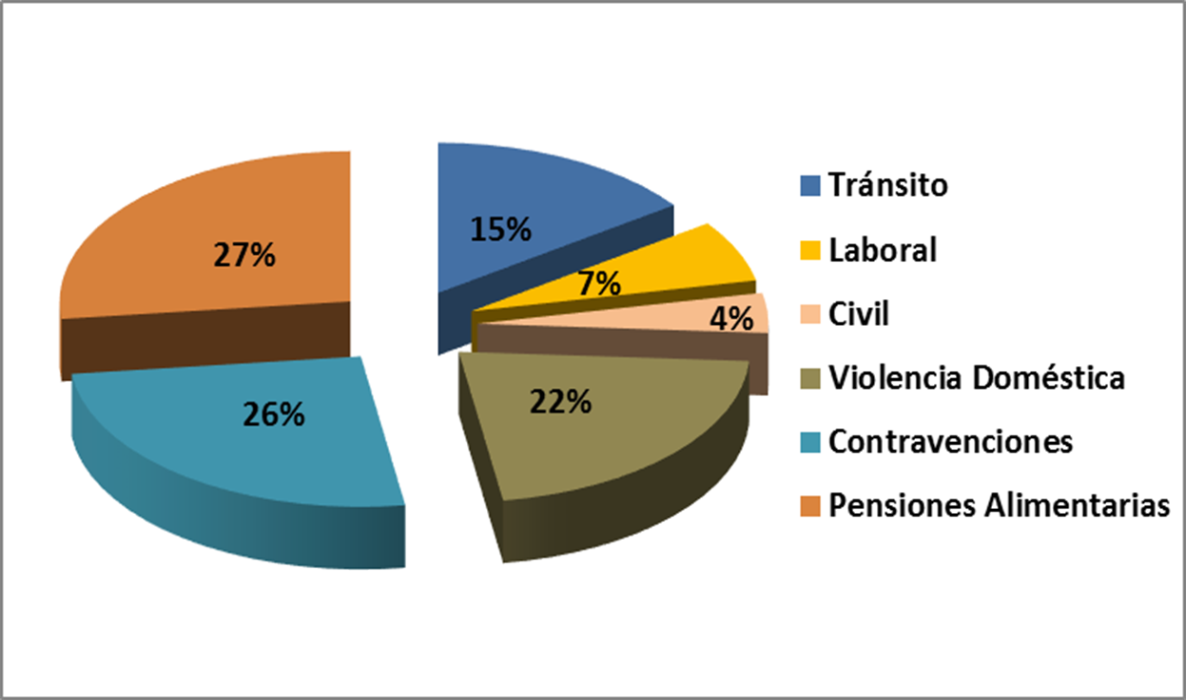 15%
7%
4%
22%
26%
27%
Tránsito
Laboral
Civil
Violencia Doméstica
Contravenciones
Pensiones Alimentarias